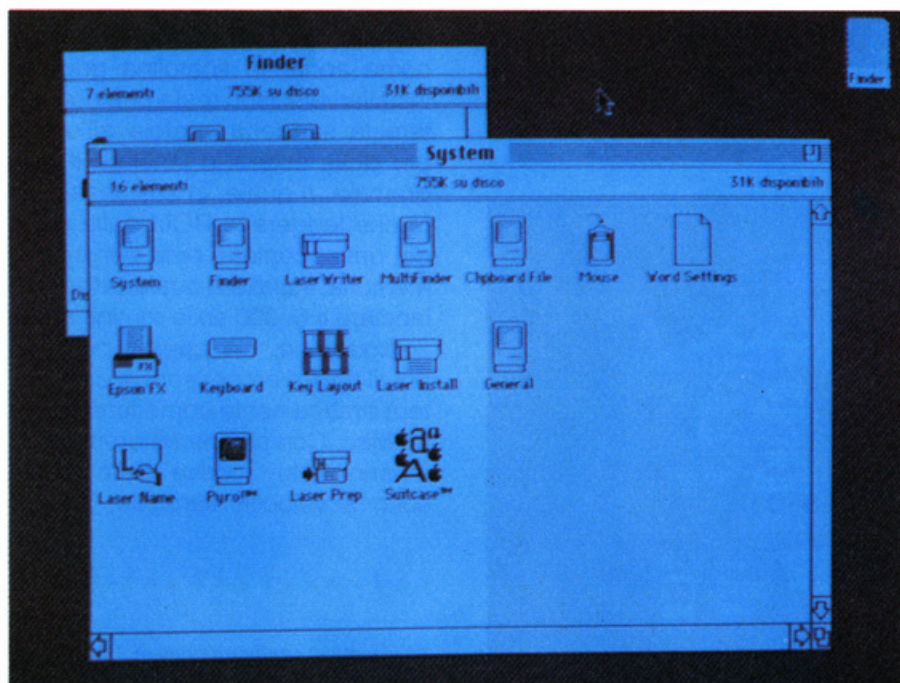 Finder
7 elementi 755K su disco 31K disponibili
Finder
System
16 elementi 755K su disco 31K disponibili
System Finder LaserWriter MultiFinder Clipboard File Mouse Word Settings
Epson FX Keyboard Key Layout Laser Install General
Laser Name Pyro!™ Laser Prep Suitcase™